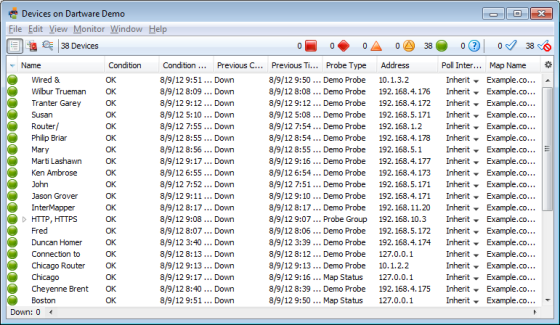 Devices on Dartware Demo
File Edit View Monitor Window Help
38 Devices 0 0 0 0 38 0 0 0
Name Condition Condition ... Previous C... Previous Ti... Probe Type Address Poll Inter... Map Name
Wired & OK 8/9/12 9:51 ... Down 8/9/12 9:50 ... Demo Probe 10.1.3.2 Inherit Example.co...
Wilbur Trueman OK 8/9/12 8:09 ... Down 8/9/12 8:08 ... Demo Probe 192.168.4.176 Inherit Example.co...
Tranter Garey OK 8/9/12 9:12 ... Down 8/9/12 9:12 ... Demo Probe 192.168.4.172 Inherit Example.co...
Susan OK 8/9/12 5:10 ... Down 8/9/12 5:08 ... Demo Probe 192.168.5.171 Inherit Example.co...
Router/ OK 8/9/12 7:55 ... Down 8/9/12 7:54 ... Demo Probe 192.168.1.2 Inherit Example.co...
Philip Briar OK 8/9/12 8:55 ... Down 8/9/12 8:54 ... Demo Probe 192.168.4.178 Inherit Example.co...
Mary OK 8/9/12 8:56 ... Down 8/9/12 8:55 ... Demo Probe 192.168.5.1 Inherit Example.co...
Marti Lashawn OK 8/9/12 9:17 ... Down 8/9/12 9:16 ... Demo Probe 192.168.4.177 Inherit Example.co...
Ken Ambrose OK 8/9/12 6:55 ... Down 8/9/12 6:54 ... Demo Probe 192.168.4.173 Inherit Example.co...
John OK 8/9/12 7:52 ... Down 8/9/12 7:51 ... Demo Probe 192.168.5.171 Inherit Example.co...
Jason Grover OK 8/9/12 9:11 ... Down 8/9/12 9:10 ... Demo Probe 192.168.4.171 Inherit Example.co...
InterMapper OK 8/9/12 8:17 ... Down 8/9/12 8:17 ... Demo Probe 192.168.11.20 Inherit Example.co...
HTTP, HTTPS OK 8/9/12 9:08 ... Down 8/9/12 9:07 ... Probe Group 192.168.10.3 Inherit Example.co...
Fred OK 8/9/12 8:07 ... Down 8/9/12 8:06 ... Demo Probe 192.168.5.172 Inherit Example.co...
Duncan Homer OK 8/9/12 3:40 ... Down 8/9/12 3:39 ... Demo Probe 192.168.4.174 Inherit Example.co...
Connection to OK 8/9/12 8:13 ... Down 8/9/12 8:12 ... Demo Probe 127.0.0.1 Inherit Example.co...
Chicago Router OK 8/9/12 9:13 ... Down 8/9/12 9:13 ... Demo Probe 10.1.2.2 Inherit Example.co...
Chicago OK 8/9/12 9:17 ... Down 8/9/12 9:16 ... Map Status 127.0.0.1 Inherit Example.co...
Cheyenne Brent OK 8/9/12 8:40 ... Down 8/9/12 8:39 ... Demo Probe 192.168.4.175 Inherit Example.co...
Boston OK 8/9/12 9:51 ... Down 8/9/12 9:50 ... Map Status 127.0.0.1 Inherit Example.co...
Down: 0